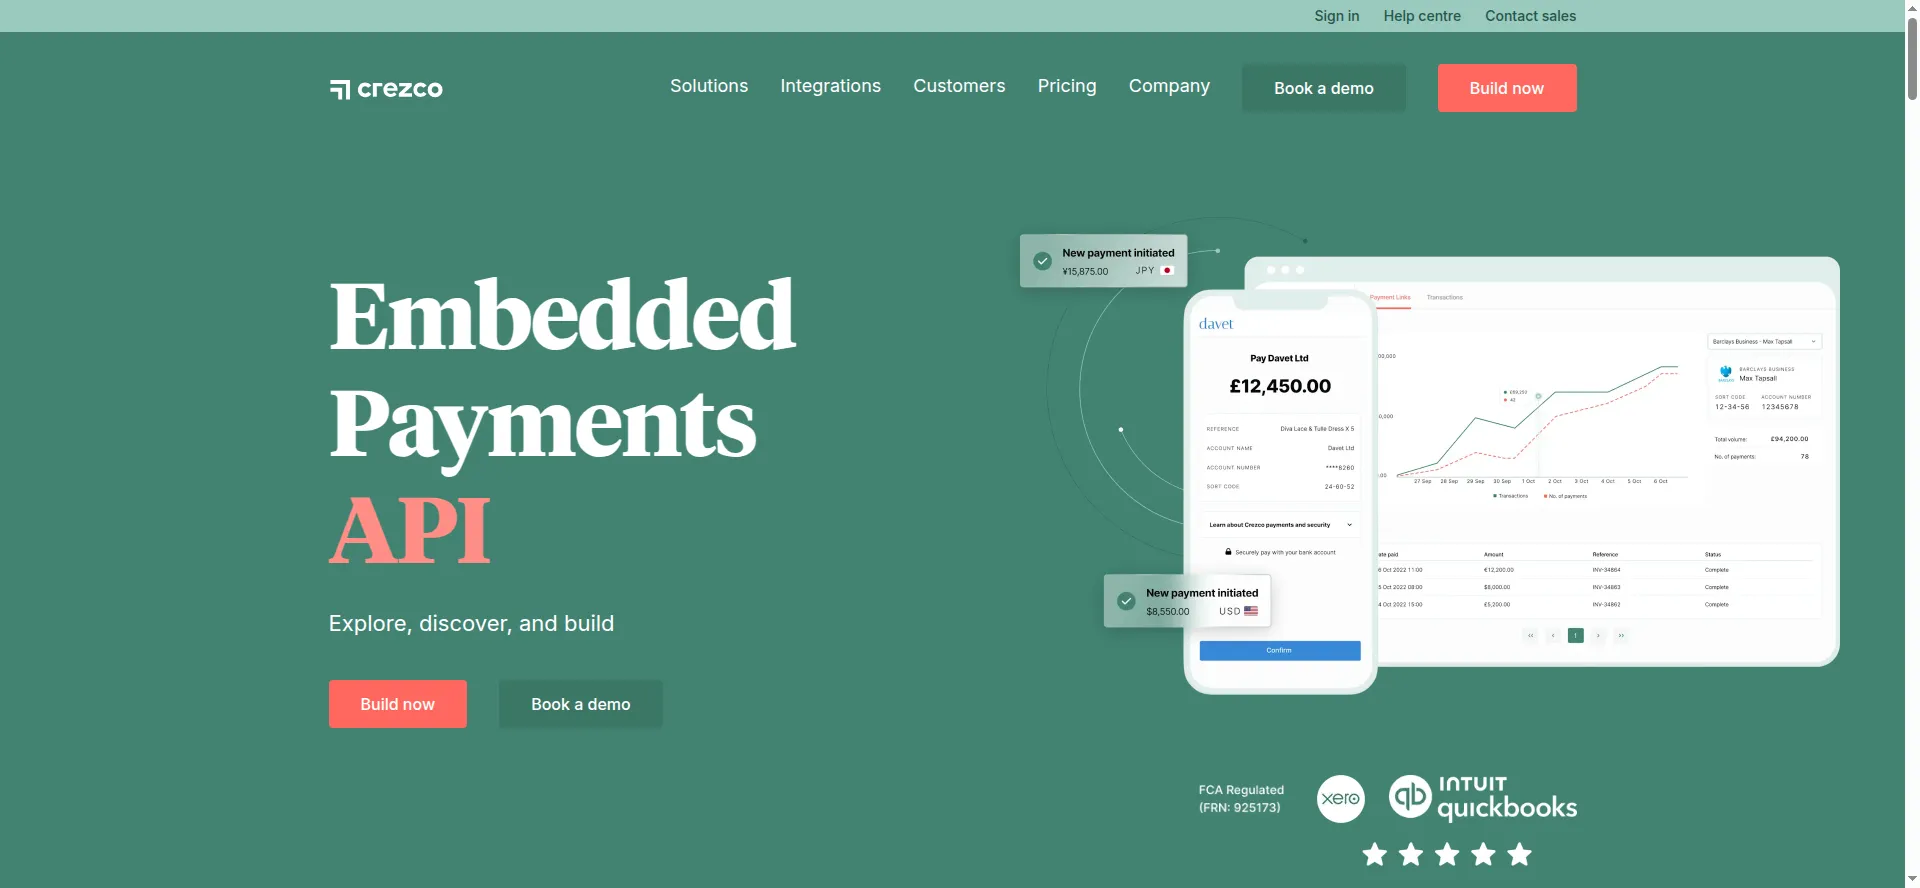 Sign in
Help centre
Contact sales
crezco
Solutions
Integrations
Customers
Pricing
Company
Book a demo
Build now
Embedded
Payments
API
Explore, discover, and build
Build now
Book a demo
New payment initiated
¥15,875.00 JPY
davet
Pay Davet Ltd
£12,450.00
REFERENCE Diva Lace & Tulle Dress X 5
ACCOUNT NAME Davet Ltd
ACCOUNT NUMBER ****6260
SORT CODE 24-60-52
Learn about Crezco payments and security
Securely pay with your bank account
New payment initiated
$8,550.00 USD
Confirm
Payment Links Transactions
Barclays Business - Max Tapsall
BARCLAYS BUSINESS
Max Tapsall
SORT CODE ACCOUNT NUMBER
12-34-56 12345678
Total volume: £94,200.00
No. of payments: 78
£59,250
42
27 Sep 28 Sep 29 Sep 30 Sep 1 Oct 2 Oct 3 Oct 4 Oct 5 Oct 6 Oct
Transactions No. of payments
paid Amount Reference Status
Oct 2022 11:00 €12,200.00 INV-34864 Complete
Oct 2022 08:00 $8,000.00 INV-34863 Complete
4 Oct 2022 15:00 £5,200.00 INV-34862 Complete
‹‹ ‹ 1 › ››
FCA Regulated
(FRN: 925173)
xero
qb
INTUIT
quickbooks